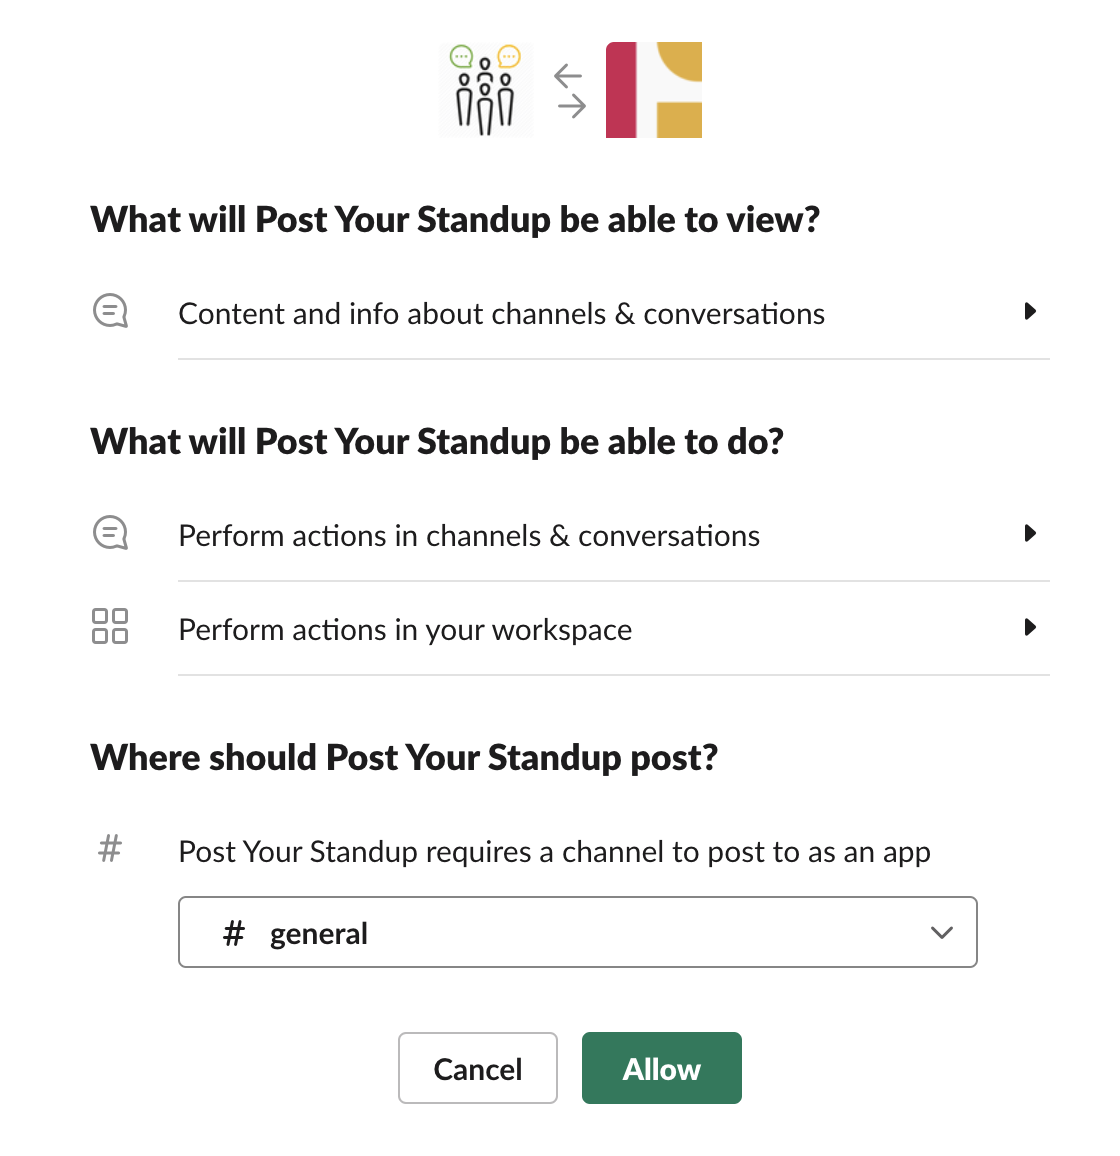 What will Post Your Standup be able to view?
Content and info about channels & conversations
What will Post Your Standup be able to do?
Perform actions in channels & conversations
Perform actions in your workspace
Where should Post Your Standup post?
# Post Your Standup requires a channel to post to as an app
# general
Cancel
Allow